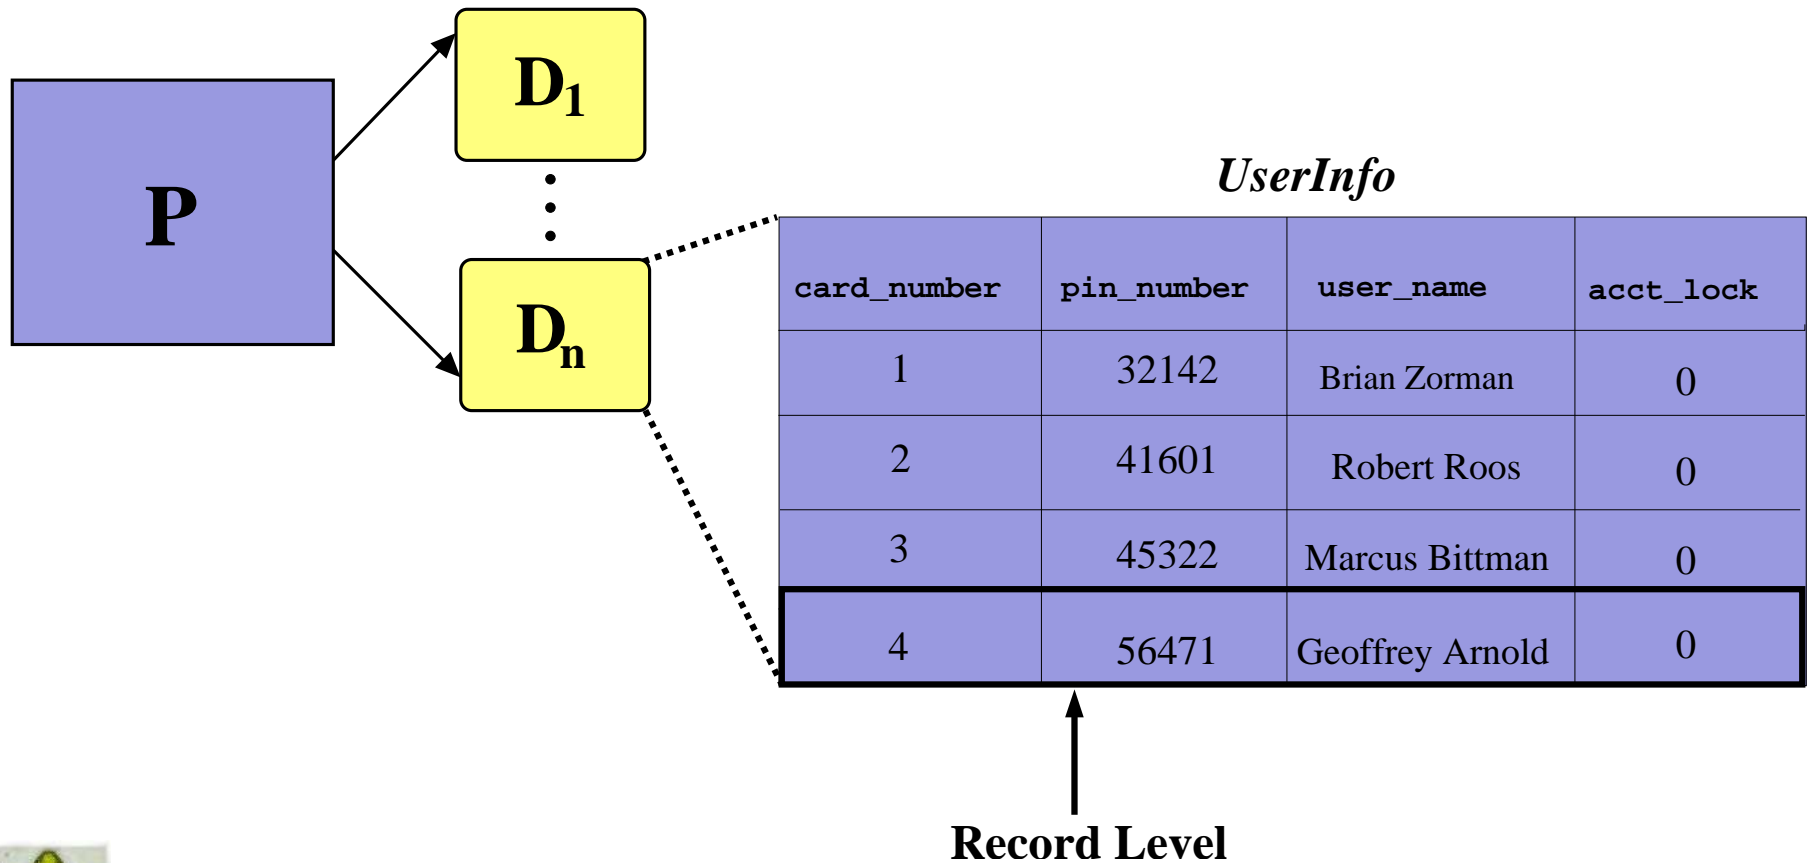 P
D1
Dn
UserInfo
card_number pin_number user_name acct_lock
1 32142 Brian Zorman 0
2 41601 Robert Roos 0
3 45322 Marcus Bittman 0
4 56471 Geoffrey Arnold 0
Record Level